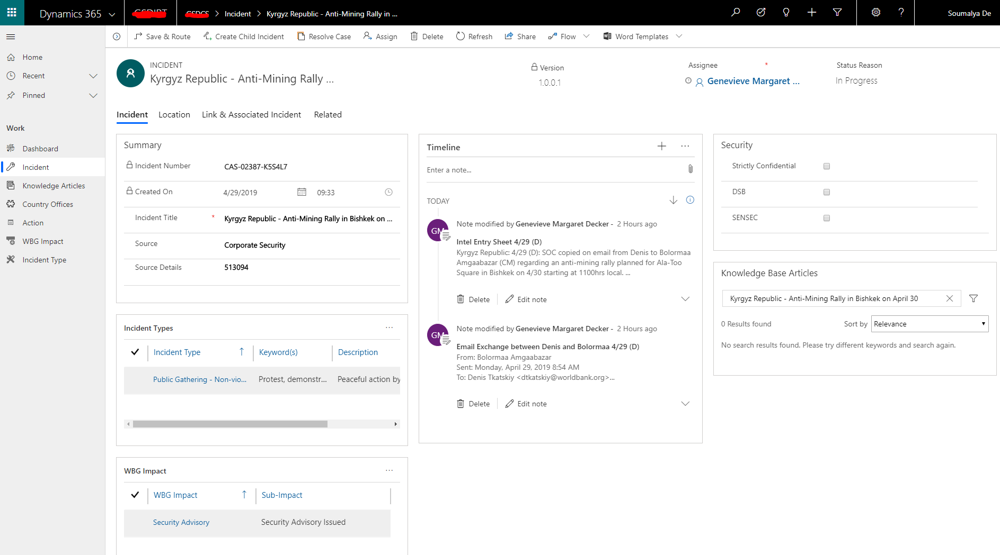 Dynamics 365
Incident
Kyrgyz Republic - Anti-Mining Rally in ...
Soumalya De
Save & Route
Create Child Incident
Resolve Case
Assign
Delete
Refresh
Share
Flow
Word Templates
Home
Recent
Pinned
Work
Dashboard
Incident
Knowledge Articles
Country Offices
Action
WBG Impact
Incident Type
INCIDENT
Kyrgyz Republic - Anti-Mining Rally ...
Version
1.0.0.1
Assignee *
Genevieve Margaret ...
Status Reason
In Progress
Incident
Location
Link & Associated Incident
Related
Summary
Incident Number CAS-02387-K5S4L7
Created On 4/29/2019 09:33
Incident Title * Kyrgyz Republic - Anti-Mining Rally in Bishkek on ...
Source Corporate Security
Source Details 513094
Incident Types ...
Incident Type Keyword(s) Description
Public Gathering - Non-vio... Protest, demonstr... Peaceful action by
WBG Impact ...
WBG Impact Sub-Impact
Security Advisory Security Advisory Issued
Timeline ...
Enter a note...
TODAY
GM
Note modified by Genevieve Margaret Decker - 2 Hours ago
Intel Entry Sheet 4/29 (D)
Kyrgyz Republic: 4/29 (D): SOC copied on email from Denis to Bolormaa
Amgaabazar (CM) regarding an anti-mining rally planned for Ala-Too
Square in Bishkek on 4/30 starting at 1100hrs local. ...
Delete
Edit note
GM
Note modified by Genevieve Margaret Decker - 2 Hours ago
Email Exchange between Denis and Bolormaa 4/29 (D)
From: Bolormaa Amgaabazar
Sent: Monday, April 29, 2019 8:54 AM
To: Denis Tkatskiy <dtkatskiy@worldbank.org>...
Delete
Edit note
Security
Strictly Confidential
DSB
SENSEC
Knowledge Base Articles
Kyrgyz Republic - Anti-Mining Rally in Bishkek on April 30
0 Results found
Sort by Relevance
No search results found. Please try different keywords and search again.